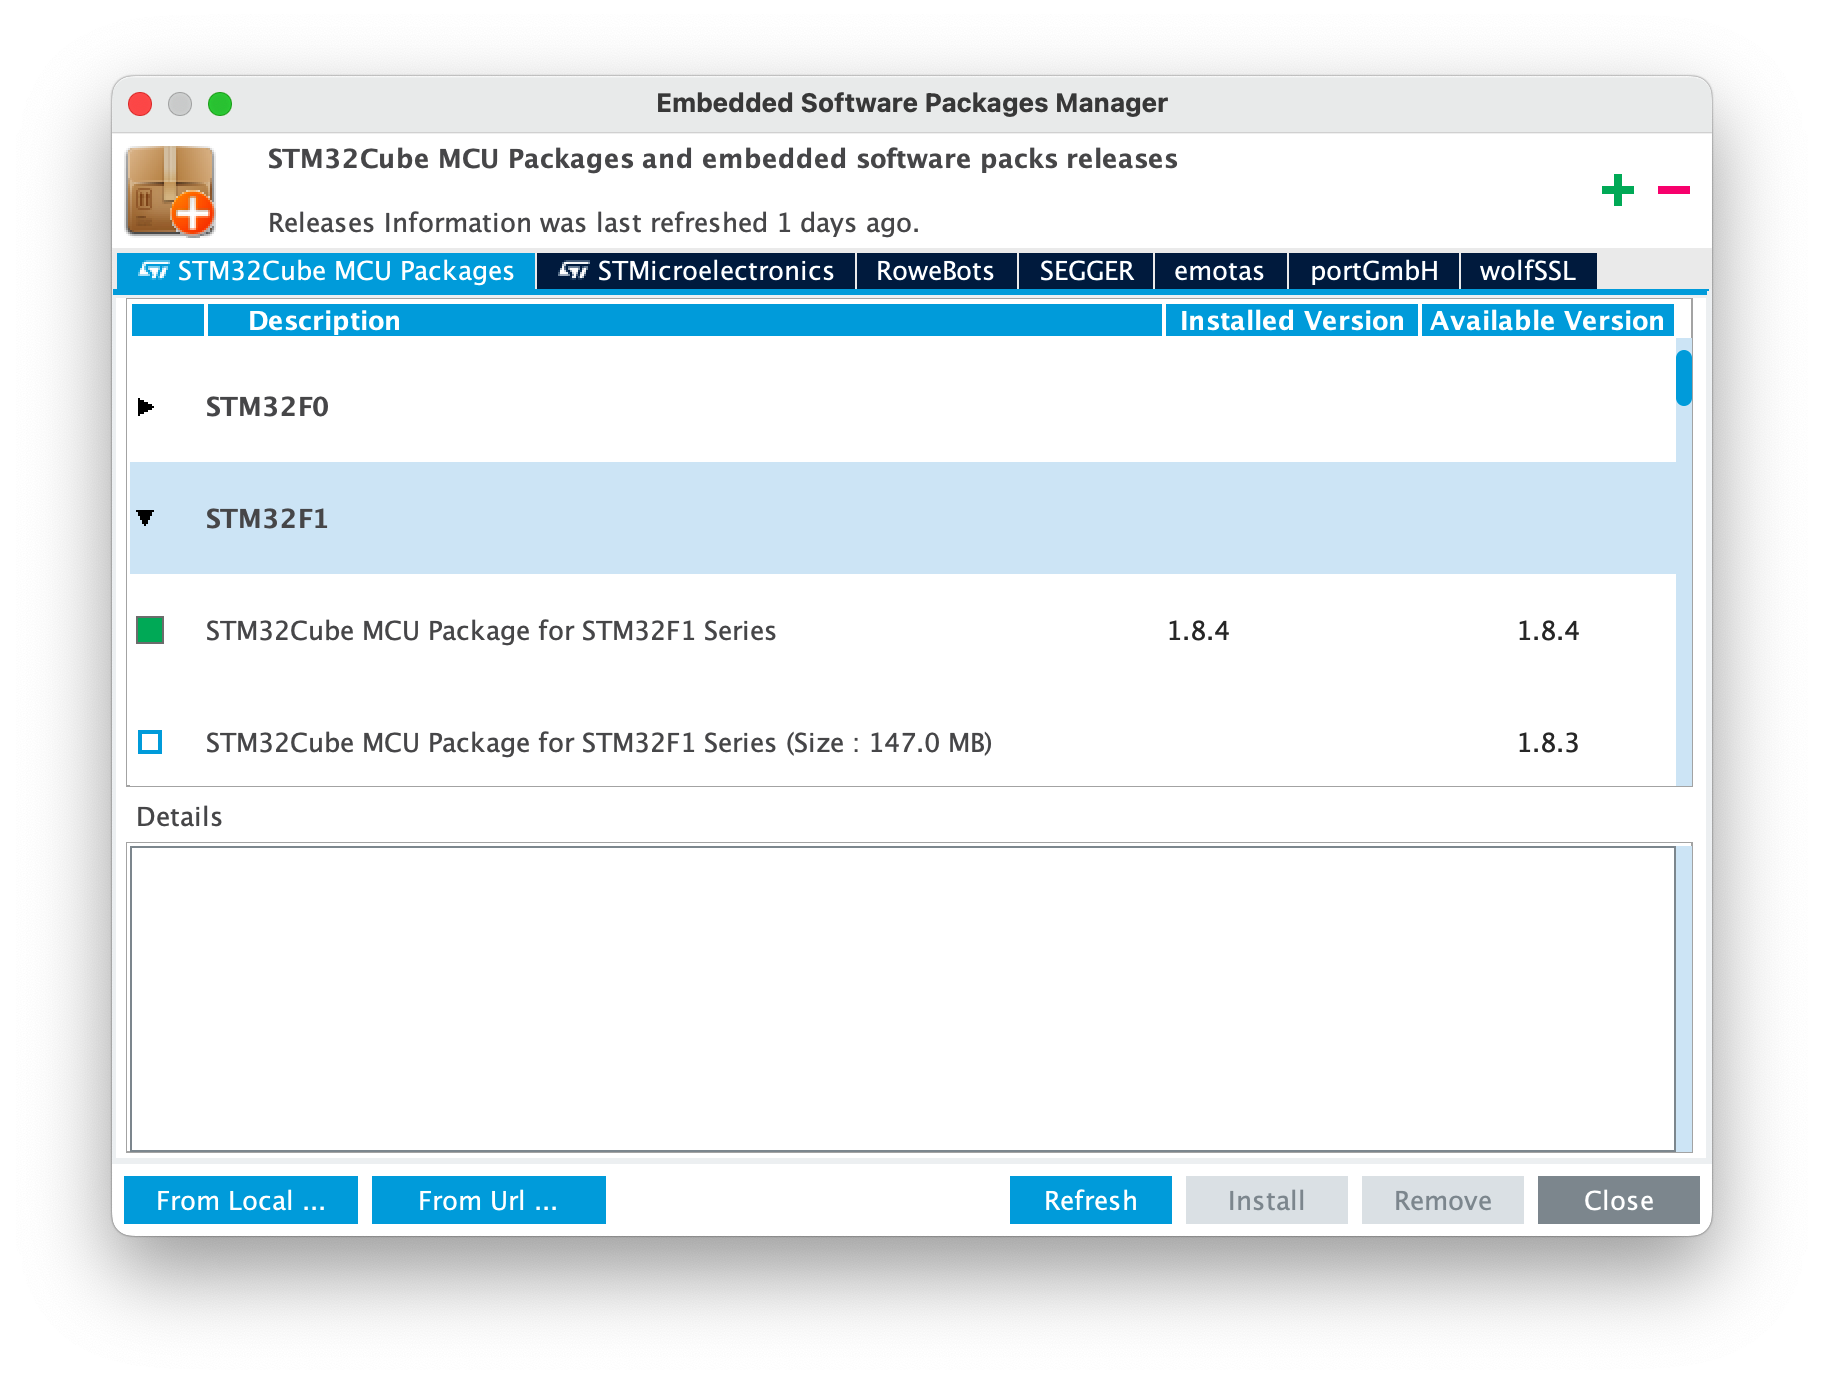 Embedded Software Packages Manager
STM32Cube MCU Packages and embedded software packs releases
Releases Information was last refreshed 1 days ago.
STM32Cube MCU Packages STMicroelectronics RoweBots SEGGER emotas portGmbH wolfSSL
Description Installed Version Available Version
STM32F0
STM32F1
STM32Cube MCU Package for STM32F1 Series 1.8.4 1.8.4
STM32Cube MCU Package for STM32F1 Series (Size : 147.0 MB) 1.8.3
Details
From Local ... From Url ... Refresh Install Remove Close